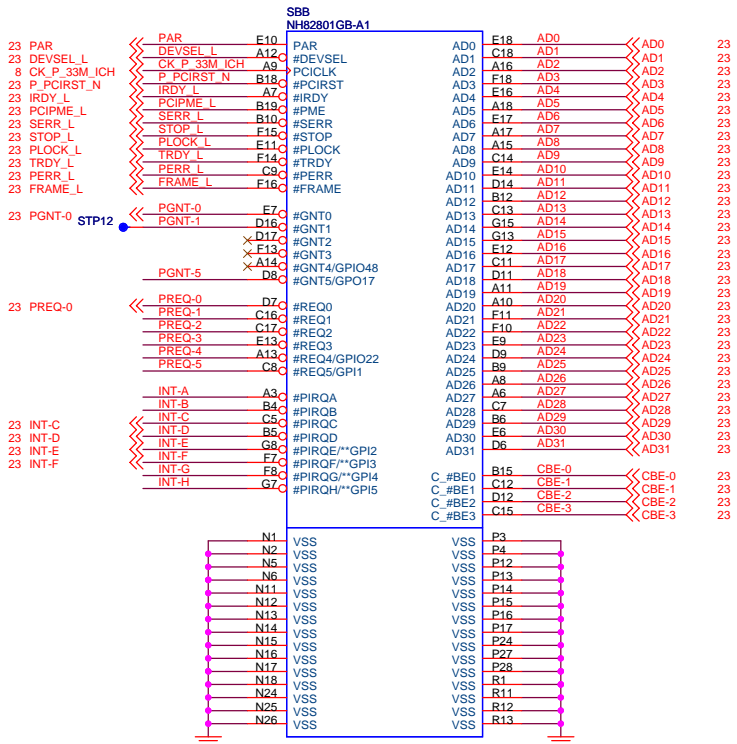 SBB
NH82801GB-A1
23 PAR PAR E10 PAR AD0 E18 AD0 AD0 23
23 DEVSEL_L DEVSEL_L A12 #DEVSEL AD1 C18 AD1 AD1 23
8 CK_P_33M_ICH CK_P_33M_ICH A9 PCICLK AD2 A16 AD2 AD2 23
23 P_PCIRST_N P_PCIRST_N B18 #PCIRST AD3 F18 AD3 AD3 23
23 IRDY_L IRDY_L A7 #IRDY AD4 E16 AD4 AD4 23
23 PCIPME_L PCIPME_L B19 #PME AD5 A18 AD5 AD5 23
23 SERR_L SERR_L B10 #SERR AD6 E17 AD6 AD6 23
23 STOP_L STOP_L F15 #STOP AD7 A17 AD7 AD7 23
23 PLOCK_L PLOCK_L E11 #PLOCK AD8 A15 AD8 AD8 23
23 TRDY_L TRDY_L F14 #TRDY AD9 C14 AD9 AD9 23
23 PERR_L PERR_L C9 #PERR AD10 E14 AD10 AD10 23
23 FRAME_L FRAME_L F16 #FRAME AD11 D14 AD11 AD11 23
AD12 B12 AD12 AD12 23
23 PGNT-0 PGNT-0 E7 #GNT0 AD13 C13 AD13 AD13 23
STP12 PGNT-1 D16 #GNT1 AD14 G15 AD14 AD14 23
D17 #GNT2 AD15 G13 AD15 AD15 23
F13 #GNT3 AD16 E12 AD16 AD16 23
A14 #GNT4/GPIO48 AD17 C11 AD17 AD17 23
PGNT-5 D8 #GNT5/GPO17 AD18 D11 AD18 AD18 23
AD19 A11 AD19 AD19 23
23 PREQ-0 PREQ-0 D7 #REQ0 AD20 A10 AD20 AD20 23
PREQ-1 C16 #REQ1 AD21 F11 AD21 AD21 23
PREQ-2 C17 #REQ2 AD22 F10 AD22 AD22 23
PREQ-3 E13 #REQ3 AD23 E9 AD23 AD23 23
PREQ-4 A13 #REQ4/GPIO22 AD24 D9 AD24 AD24 23
PREQ-5 C8 #REQ5/GPI1 AD25 B9 AD25 AD25 23
AD26 A8 AD26 AD26 23
INT-A A3 #PIRQA AD27 A6 AD27 AD27 23
INT-B B4 #PIRQB AD28 C7 AD28 AD28 23
23 INT-C INT-C C5 #PIRQC AD29 B6 AD29 AD29 23
23 INT-D INT-D B5 #PIRQD AD30 E6 AD30 AD30 23
23 INT-E INT-E G8 #PIRQE/**GPI2 AD31 D6 AD31 AD31 23
23 INT-F INT-F F7 #PIRQF/**GPI3
INT-G F8 #PIRQG/**GPI4 C_#BE0 B15 CBE-0 CBE-0 23
INT-H G7 #PIRQH/**GPI5 C_#BE1 C12 CBE-1 CBE-1 23
C_#BE2 D12 CBE-2 CBE-2 23
C_#BE3 C15 CBE-3 CBE-3 23
N1 VSS VSS P3
N2 VSS VSS P4
N5 VSS VSS P12
N6 VSS VSS P13
N11 VSS VSS P14
N12 VSS VSS P15
N13 VSS VSS P16
N14 VSS VSS P17
N15 VSS VSS P24
N16 VSS VSS P27
N17 VSS VSS P28
N18 VSS VSS R1
N24 VSS VSS R11
N25 VSS VSS R12
N26 VSS VSS R13